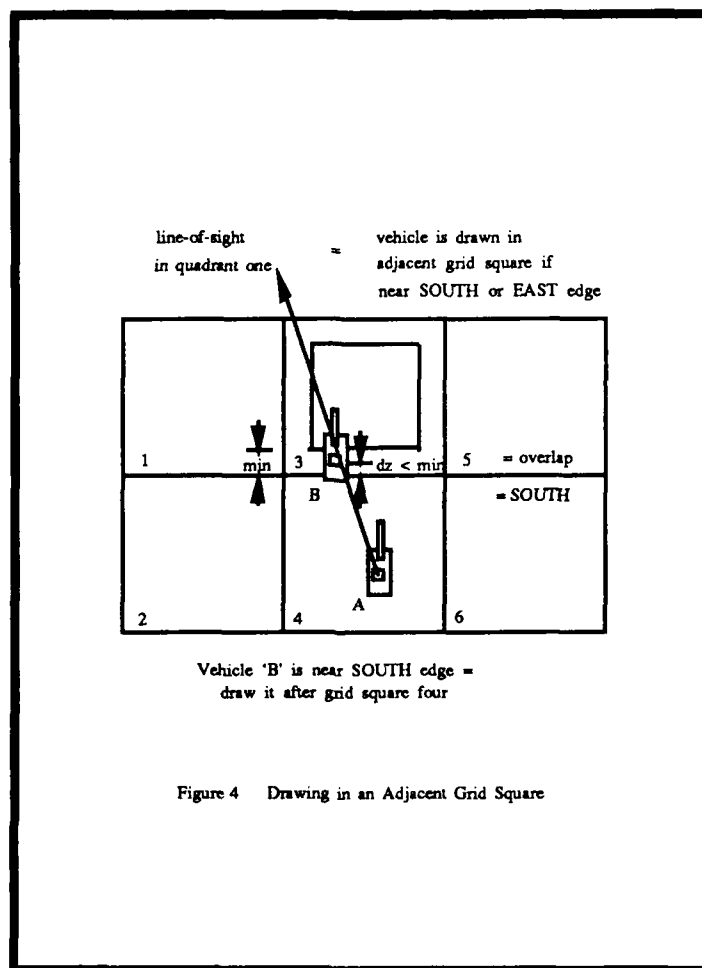 line-of-sight
in quadrant one
=
vehicle is drawn in
adjacent grid square if
near SOUTH or EAST edge
1
min
3
dz < min
5
= overlap
B
= SOUTH
A
2
4
6
Vehicle 'B' is near SOUTH edge =
draw it after grid square four
Figure 4 Drawing in an Adjacent Grid Square